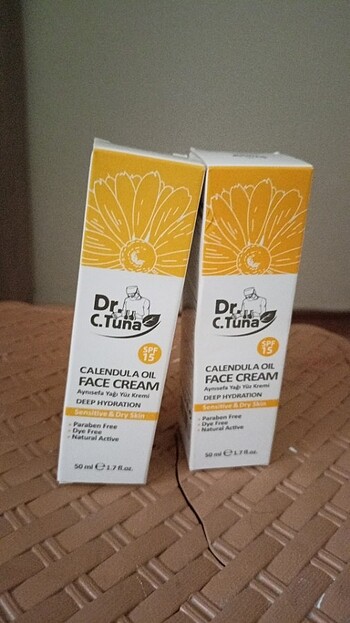 Dr.
C.Tuna
SPF
15
CALENDULA OIL
FACE CREAM
Aynısefa Yağı Yüz Kremi
DEEP HYDRATION
Sensitive & Dry Skin
- Paraben Free
- Dye Free
- Natural Active
50 ml ℮ 1.7 fl.oz.
Dr.
C.Tuna
SPF
15
CALENDULA OIL
FACE CREAM
Aynısefa Yağı Yüz Kremi
DEEP HYDRATION
Sensitive & Dry Skin
- Paraben Free
- Dye Free
- Natural Active
50 ml ℮ 1.7 fl.oz.